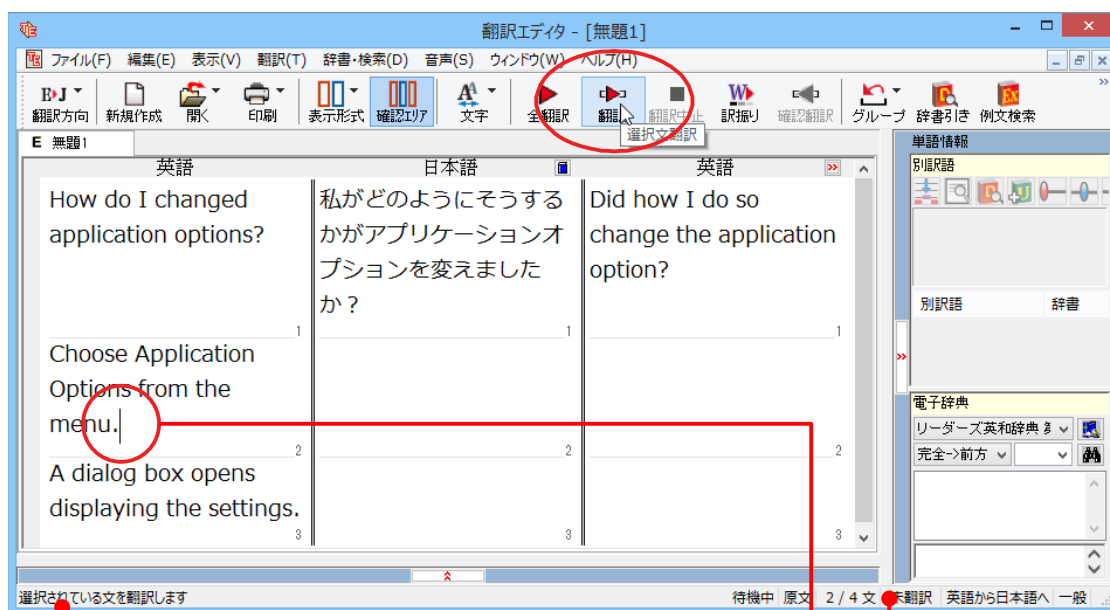 翻訳エディタ - [無題1]
ファイル(F) 編集(E) 表示(V) 翻訳(T) 辞書・検索(D) 音声(S) ウィンドウ(W) ヘルプ(H)
翻訳方向 新規作成 開く 印刷 表示形式 確認エリア 文字 全翻訳 翻訳 翻訳中止 訳振り 確認翻訳 グループ 辞書引き 例文検索
選択文翻訳
E 無題1
英語 日本語 英語
How do I changed
application options?
1
私がどのようにそうする
かがアプリケーションオ
プションを変えました
か？
1
Did how I do so
change the application
option?
1
Choose Application
Options from the
menu.
2
2
2
A dialog box opens
displaying the settings.
3
3
3
単語情報
別訳語
別訳語 辞書
電子辞典
リーダーズ英和辞典
完全->前方
選択されている文を翻訳します
待機中 原文 2 / 4 文 未翻訳 英語から日本語へ 一般